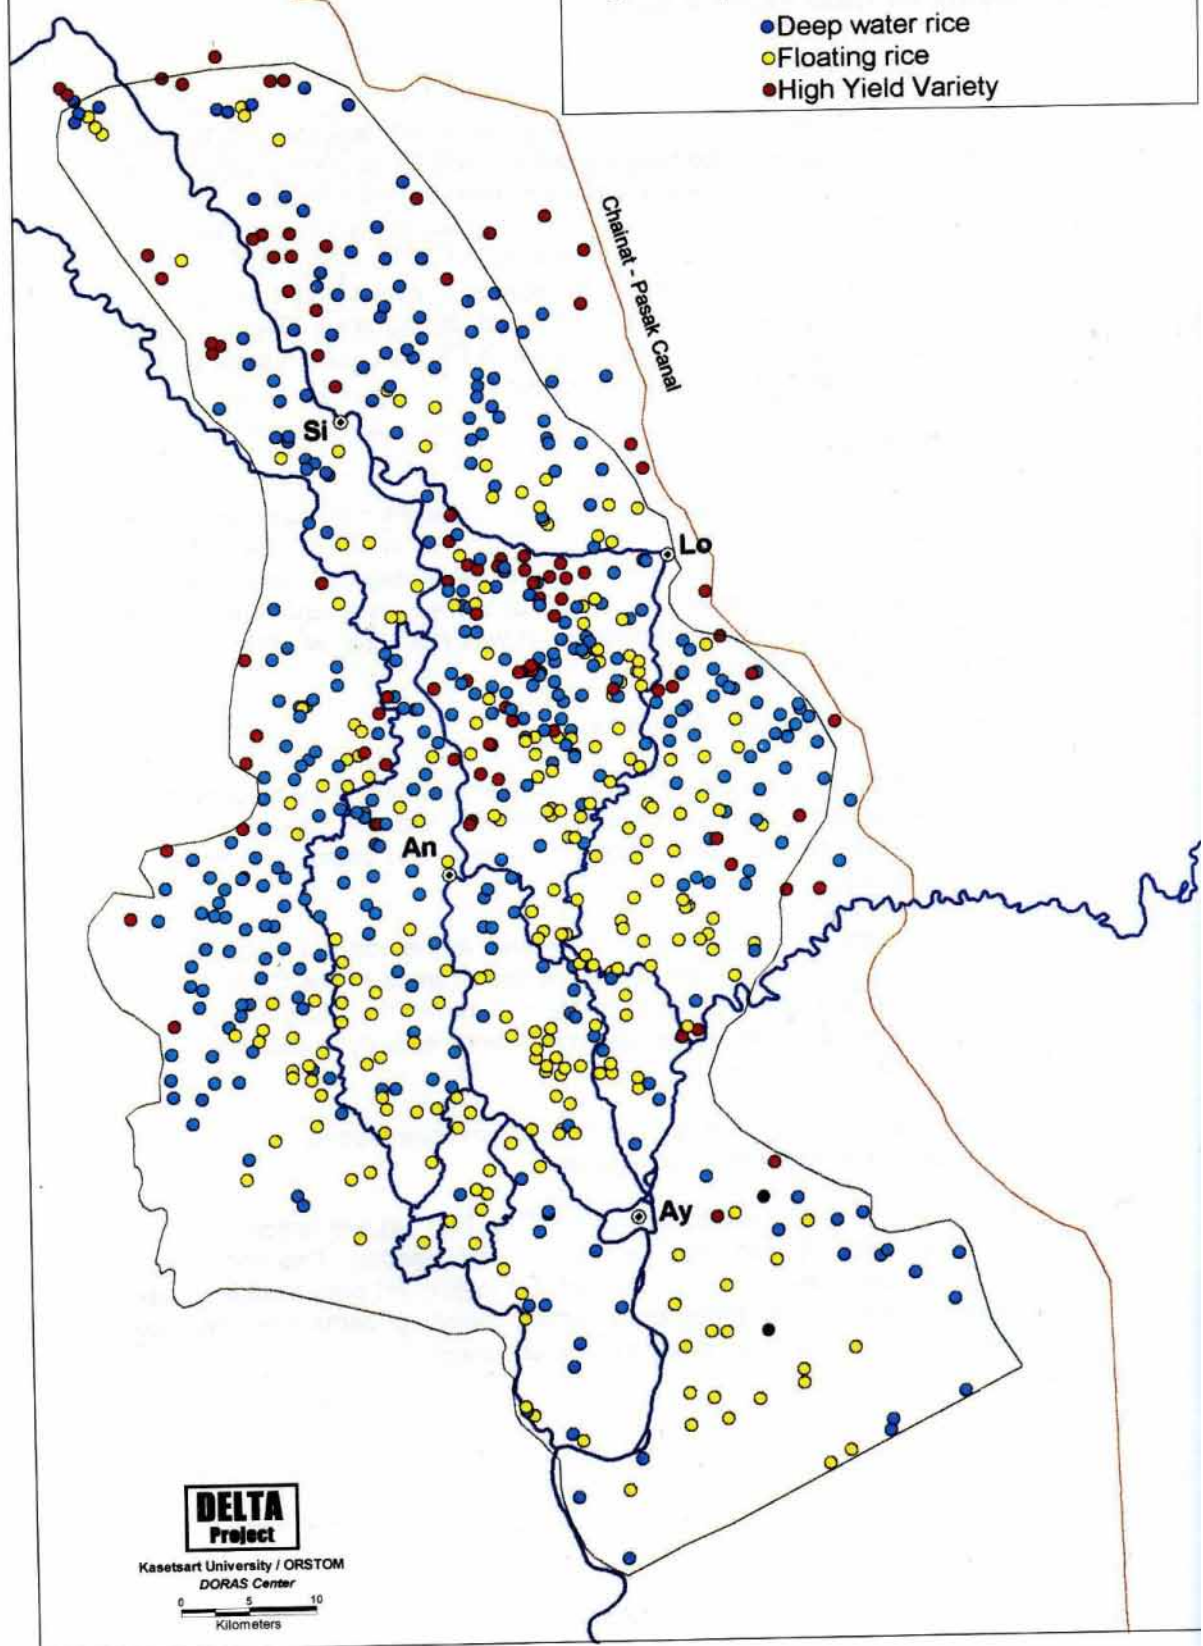 Deep water rice
Floating rice
High Yield Variety
Chainat - Pasak Canal
Si
Lo
An
Ay
DELTA
Project
Kasetsart University / ORSTOM
DORAS Center
0 5 10
Kilometers